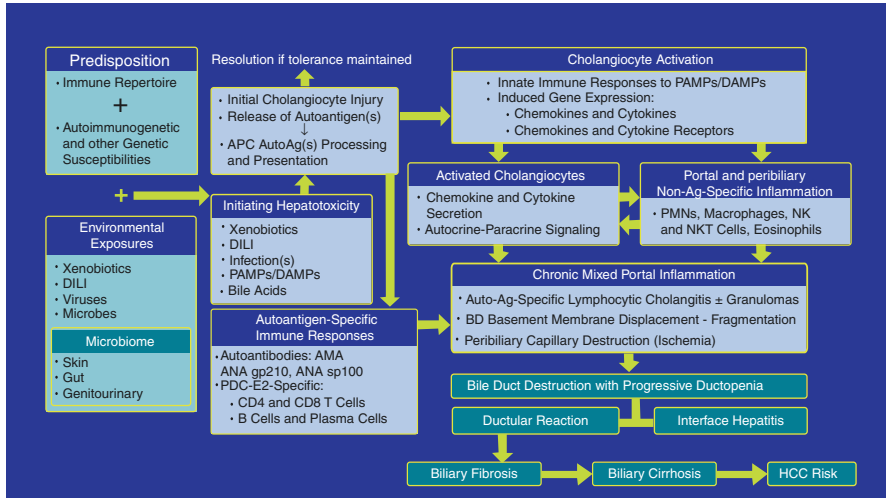 Predisposition
• Immune Repertoire
+
• Autoimmunogenetic
and other Genetic
Susceptibilities
+
Environmental
Exposures
• Xenobiotics
• DILI
• Viruses
• Microbes
Microbiome
• Skin
• Gut
• Genitourinary
Resolution if tolerance maintained
• Initial Cholangiocyte Injury
• Release of Autoantigen(s)
↓
• APC AutoAg(s) Processing
and Presentation
Initiating Hepatotoxicity
• Xenobiotics
• DILI
• Infection(s)
• PAMPs/DAMPs
• Bile Acids
Autoantigen-Specific
Immune Responses
• Autoantibodies: AMA
ANA gp210, ANA sp100
• PDC-E2-Specific:
• CD4 and CD8 T Cells
• B Cells and Plasma Cells
Cholangiocyte Activation
• Innate Immune Responses to PAMPs/DAMPs
• Induced Gene Expression:
• Chemokines and Cytokines
• Chemokines and Cytokine Receptors
Activated Cholangiocytes
• Chemokine and Cytokine
Secretion
• Autocrine-Paracrine Signaling
Portal and peribiliary
Non-Ag-Specific Inflammation
• PMNs, Macrophages, NK
and NKT Cells, Eosinophils
Chronic Mixed Portal Inflammation
• Auto-Ag-Specific Lymphocytic Cholangitis ± Granulomas
• BD Basement Membrane Displacement - Fragmentation
• Peribiliary Capillary Destruction (Ischemia)
Bile Duct Destruction with Progressive Ductopenia
Ductular Reaction
Interface Hepatitis
Biliary Fibrosis
Biliary Cirrhosis
HCC Risk